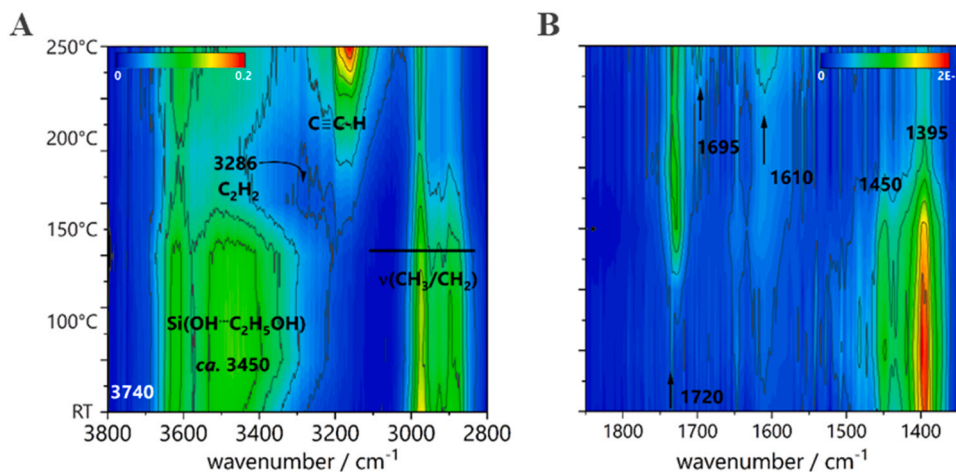 A
B
250°C
0
0.2
C≡C-H
200°C
3286
C₂H₂
150°C
ν(CH₃/CH₂)
100°C
Si(OH···C₂H₅OH)
ca. 3450
3740
RT
3800
3600
3400
3200
3000
2800
wavenumber / cm⁻¹
0
2E-
1695
1610
1395
1450
1720
1800
1700
1600
1500
1400
wavenumber / cm⁻¹